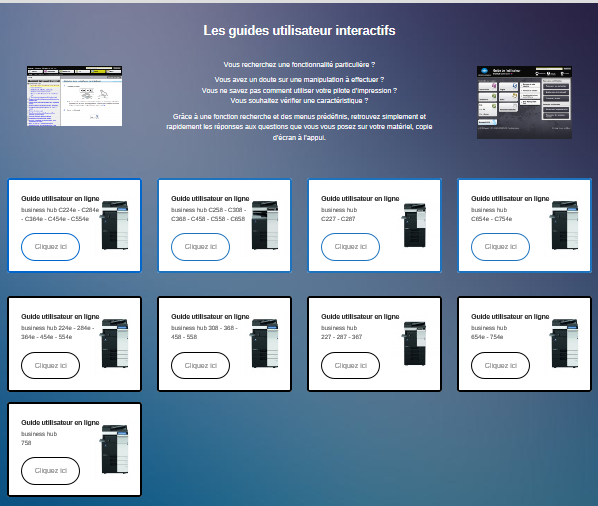 Les guides utilisateur interactifs
Vous recherchez une fonctionnalité particulière ?
Vous avez un doute sur une manipulation à effectuer ?
Vous ne savez pas comment utiliser votre pilote d'impression ?
Vous souhaitez vérifier une caractéristique ?
Grâce à une fonction recherche et des menus prédéfinis, retrouvez simplement et
rapidement les réponses aux questions que vous vous posez sur votre matériel, copie
d'écran à l'appui.
Guide utilisateur en ligne
business hub C224e - C284e
- C364e - C454e - C554e
Cliquez ici
Guide utilisateur en ligne
business hub C258 - C308 -
C368 - C458 - C558 - C658
Cliquez ici
Guide utilisateur en ligne
business hub
C227 - C287
Cliquez ici
Guide utilisateur en ligne
business hub
C654e - C754e
Cliquez ici
Guide utilisateur en ligne
business hub 224e - 284e -
364e - 454e - 554e
Cliquez ici
Guide utilisateur en ligne
business hub 308 - 368 -
458 - 558
Cliquez ici
Guide utilisateur en ligne
business hub
227 - 287 - 367
Cliquez ici
Guide utilisateur en ligne
business hub
654e - 754e
Cliquez ici
Guide utilisateur en ligne
business hub
758
Cliquez ici